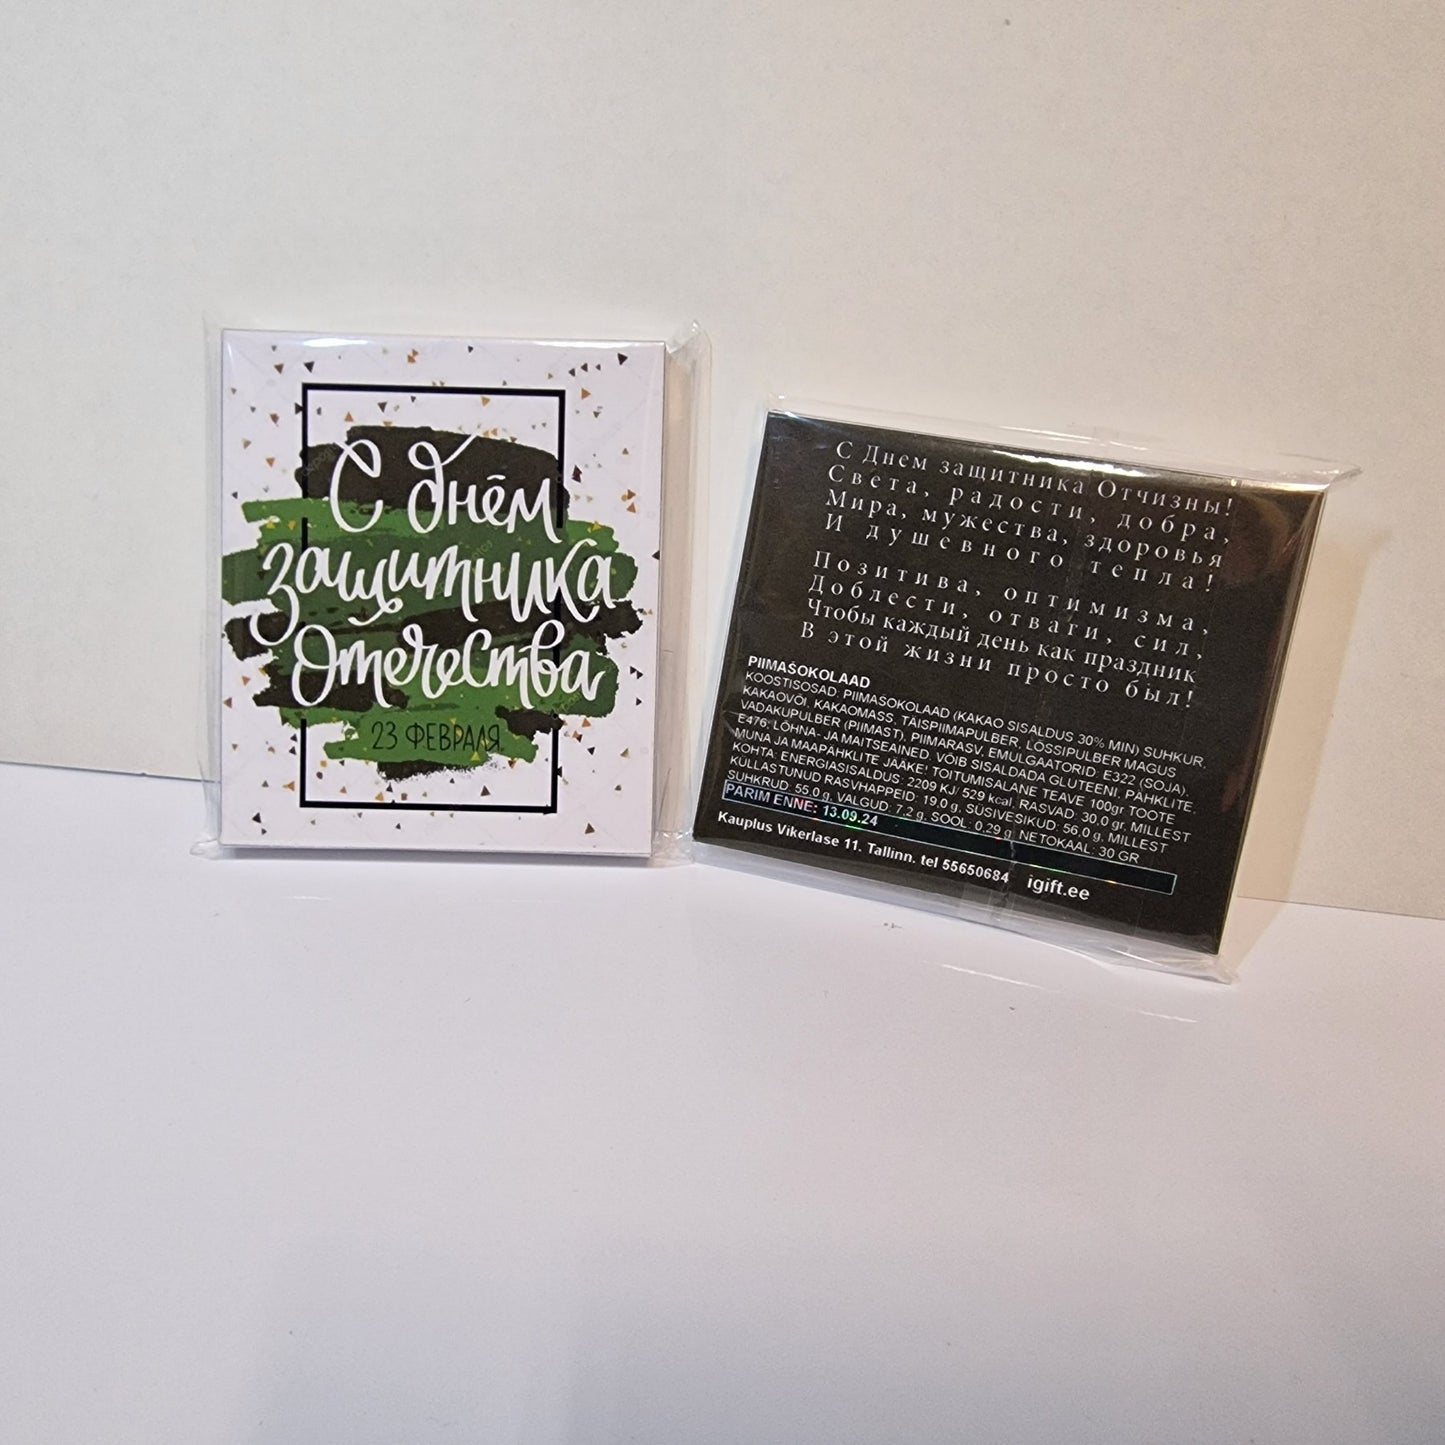 С днём
защитника
Отечества
23 ФЕВРАЛЯ
С Днем защитника Отчизны!
Света, радости, добра,
Мира, мужества, здоровья
И душевного тепла!
Позитива, оптимизма,
Доблести, отваги, сил,
Чтобы каждый день как праздник
В этой жизни просто был!
PIIMAŠOKOLAAD
KOOSTISOSAD: PIIMAŠOKOLAAD (KAKAO SISALDUS 30% MIN) SUHKUR.
KAKAOVÕI, KAKAOMASS, TÄISPIIMAPULBER, LÕSSIPULBER MAGUS
VADAKUPULBER (PIIMAST), PIIMARASV, EMULGAATORID: E322 (SOJA).
E476, LÕHNA- JA MAITSEAINED. VÕIB SISALDADA GLUTEENI, PÄHKLITE.
MUNA JA MAAPÄHKLITE JÄÄKE! TOITUMISALANE TEAVE 100gr TOOTE
KOHTA: ENERGIASISALDUS: 2209 KJ/ 529 kcal, RASVAD: 30.0 gr, MILLEST
KÜLLASTUNUD RASVHAPPEID: 19.0 g, SÜSIVESIKUD: 56.0 g, MILLEST
SUHKRUD: 55.0 g, VALGUD: 7.2 g, SOOL: 0.29 g NETOKAAL: 30 GR
PARIM ENNE: 13.09.24
Kauplus Vikerlase 11. Tallinn. tel 55650684 igift.ee